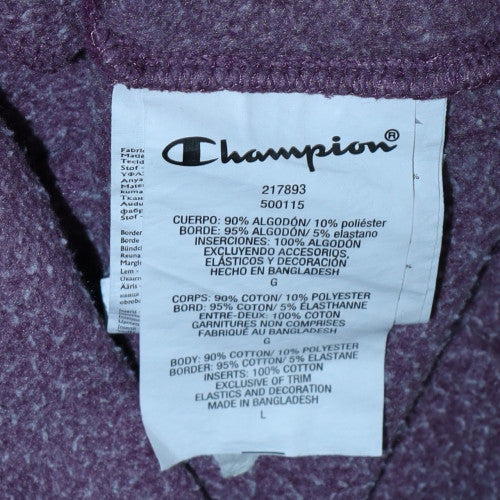 Champion®
217893
500115
CUERPO: 90% ALGODÓN/ 10% poliéster
BORDE: 95% ALGODÓN/ 5% elastano
INSERCIONES: 100% ALGODÓN
EXCLUYENDO ACCESORIOS,
ELÁSTICOS Y DECORACIÓN
HECHO EN BANGLADESH
G
CORPS: 90% COTON/ 10% POLYESTER
BORD: 95% COTON/ 5% ÉLASTHANNE
ENTRE-DEUX: 100% COTON
GARNITURES NON COMPRISES
FABRIQUÉ AU BANGLADESH
G
BODY: 90% COTTON/ 10% POLYESTER
BORDER: 95% COTTON/ 5% ELASTANE
INSERTS: 100% COTTON
EXCLUSIVE OF TRIM
ELASTICS AND DECORATION
MADE IN BANGLADESH
L